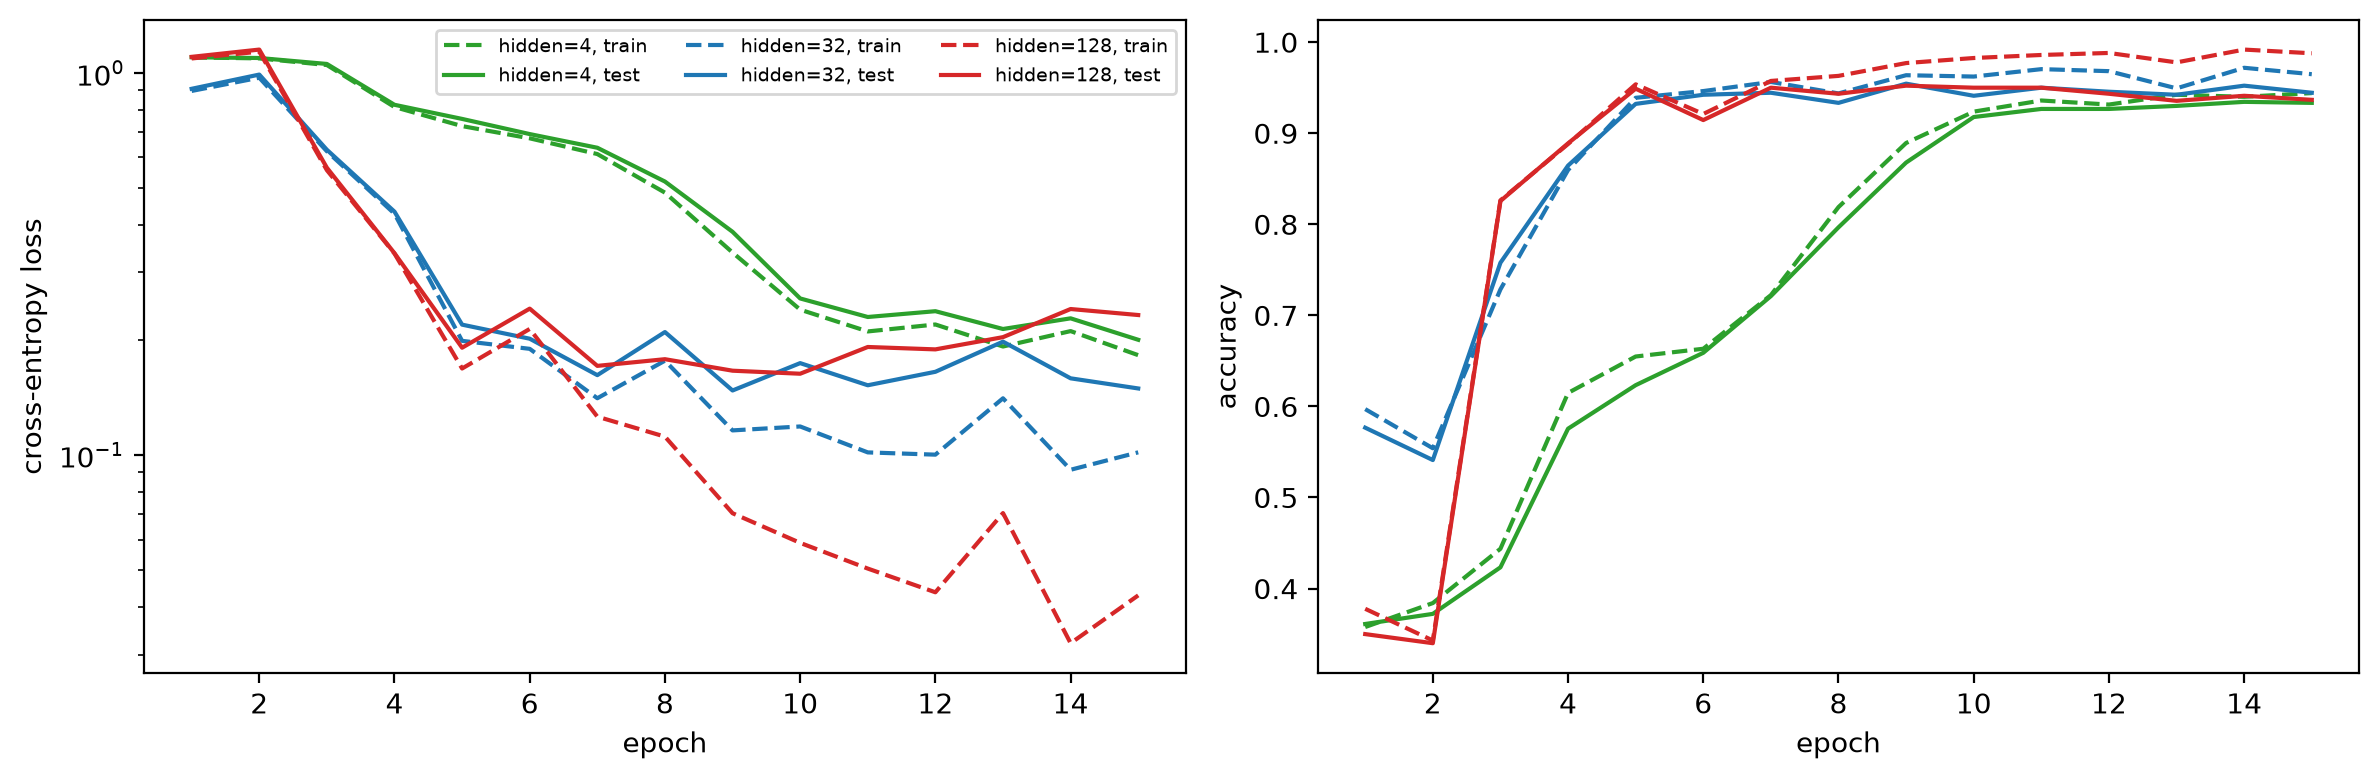 cross-entropy loss
10⁰
10⁻¹
hidden=4, train
hidden=4, test
hidden=32, train
hidden=32, test
hidden=128, train
hidden=128, test
2 4 6 8 10 12 14
epoch
accuracy
1.0
0.9
0.8
0.7
0.6
0.5
0.4
2 4 6 8 10 12 14
epoch